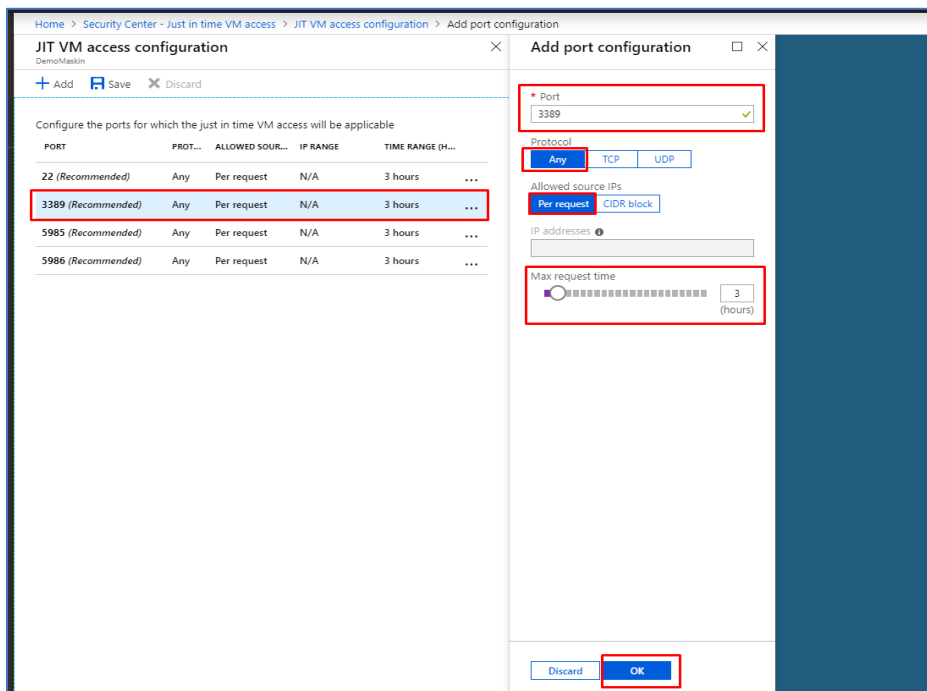 Home > Security Center - Just in time VM access > JIT VM access configuration > Add port configuration
JIT VM access configuration
DemoMaskin
Add Save Discard
Configure the ports for which the just in time VM access will be applicable
PORT PROT... ALLOWED SOUR... IP RANGE TIME RANGE (H...
22 (Recommended) Any Per request N/A 3 hours ...
3389 (Recommended) Any Per request N/A 3 hours ...
5985 (Recommended) Any Per request N/A 3 hours ...
5986 (Recommended) Any Per request N/A 3 hours ...
Add port configuration
* Port
3389
Protocol
Any TCP UDP
Allowed source IPs
Per request CIDR block
IP addresses
Max request time
3
(hours)
Discard OK